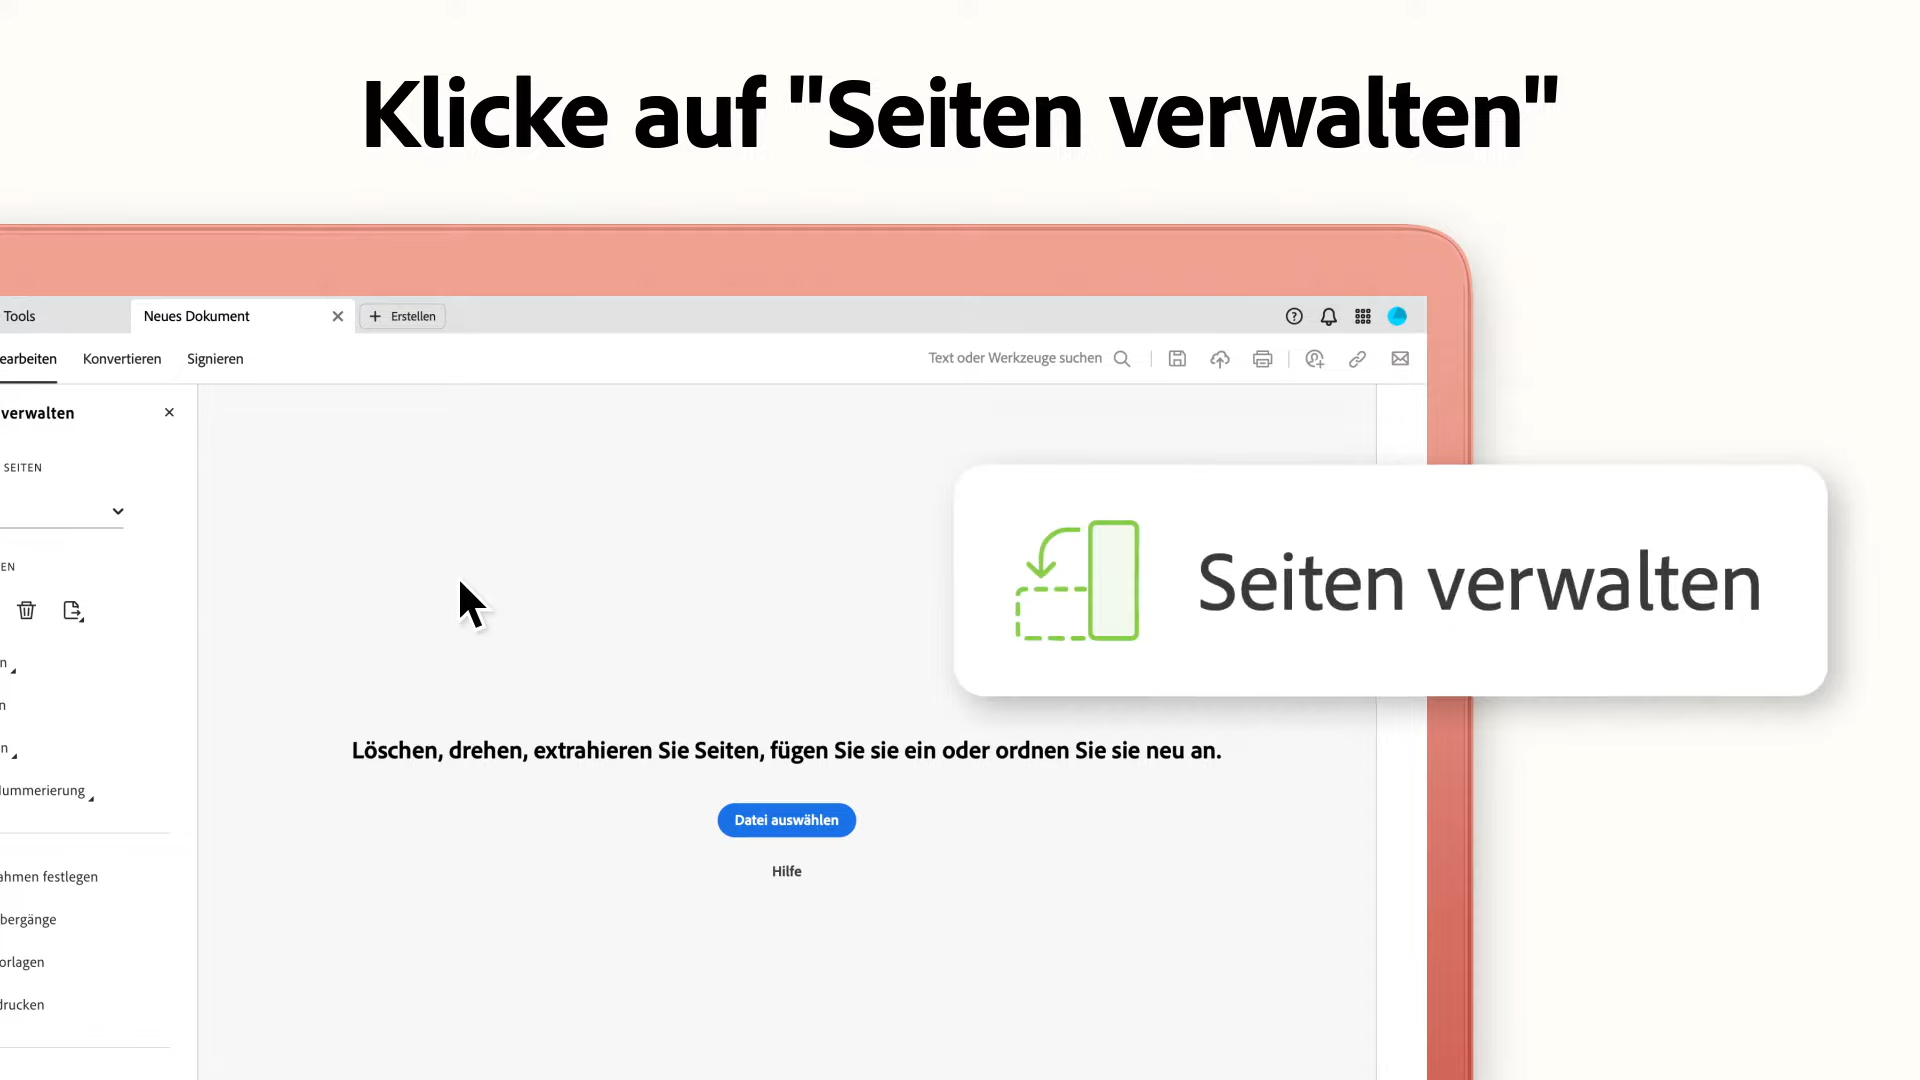 Klicke auf "Seiten verwalten"
Tools
Neues Dokument
Erstellen
earbeiten
Konvertieren
Signieren
Text oder Werkzeuge suchen
verwalten
SEITEN
EN
n
n
n
Nummerierung
ahmen festlegen
bergänge
orlagen
drucken
Seiten verwalten
Löschen, drehen, extrahieren Sie Seiten, fügen Sie sie ein oder ordnen Sie sie neu an.
Datei auswählen
Hilfe